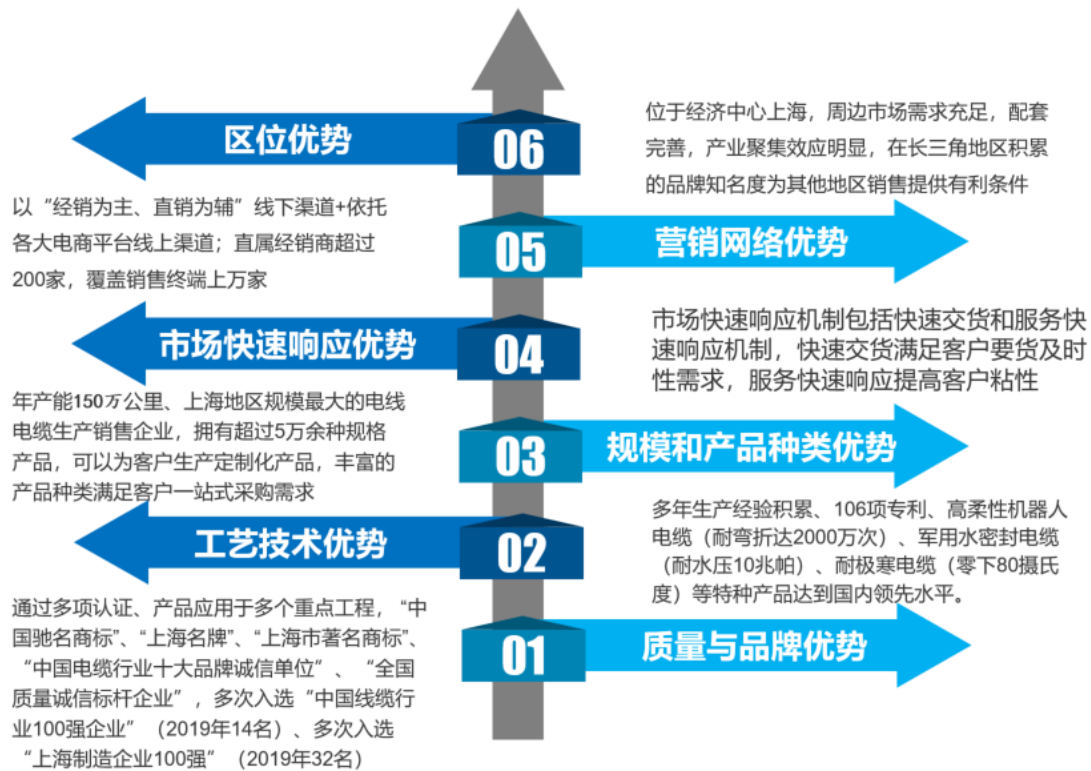 区位优势
06
位于经济中心上海，周边市场需求充足，配套
完善，产业聚集效应明显，在长三角地区积累
的品牌知名度为其他地区销售提供有利条件
以“经销为主、直销为辅”线下渠道+依托
各大电商平台线上渠道；直属经销商超过
200家，覆盖销售终端上万家
05
营销网络优势
市场快速响应优势
04
市场快速响应机制包括快速交货和服务快
速响应机制，快速交货满足客户要货及时
性需求，服务快速响应提高客户粘性
年产能150万公里、上海地区规模最大的电线
电缆生产销售企业，拥有超过5万余种规格
产品，可以为客户生产定制化产品，丰富的
产品种类满足客户一站式采购需求
03
规模和产品种类优势
工艺技术优势
02
多年生产经验积累、106项专利、高柔性机器人
电缆（耐弯折达2000万次）、军用水密封电缆
（耐水压10兆帕）、耐极寒电缆（零下80摄氏
度）等特种产品达到国内领先水平。
通过多项认证、产品应用于多个重点工程，“中
国驰名商标”、“上海名牌”、“上海市著名商标”、
“中国电缆行业十大品牌诚信单位”、“全国
质量诚信标杆企业”，多次入选“中国线缆行
业100强企业”（2019年14名）、多次入选
“上海制造企业100强”（2019年32名）
01
质量与品牌优势